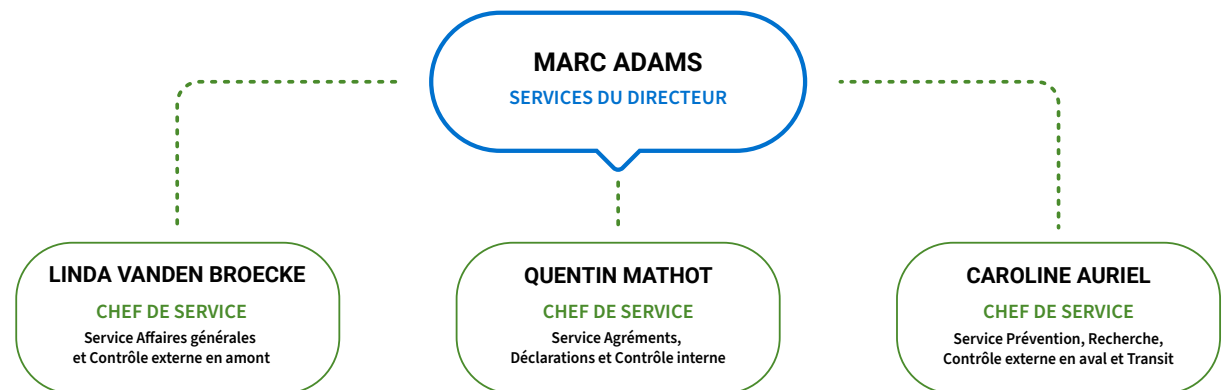 MARC ADAMS
SERVICES DU DIRECTEUR
LINDA VANDEN BROECKE
CHEF DE SERVICE
Service Affaires générales
et Contrôle externe en amont
QUENTIN MATHOT
CHEF DE SERVICE
Service Agréments,
Déclarations et Contrôle interne
CAROLINE AURIEL
CHEF DE SERVICE
Service Prévention, Recherche,
Contrôle externe en aval et Transit